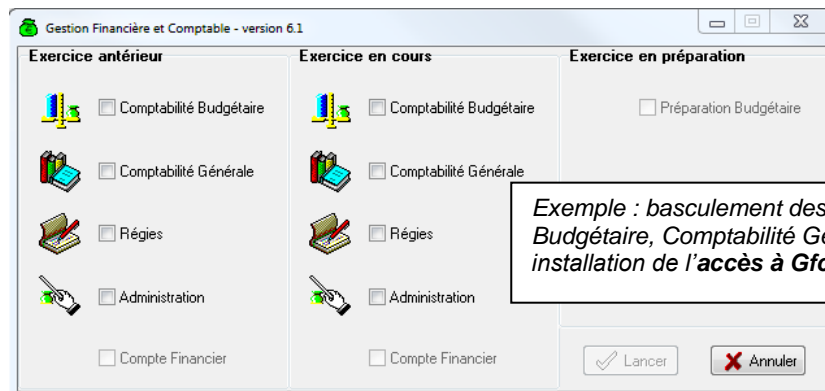 Gestion Financière et Comptable - version 6.1
Exercice antérieur
Comptabilité Budgétaire
Comptabilité Générale
Régies
Administration
Compte Financier
Exercice en cours
Comptabilité Budgétaire
Comptabilité Générale
Régies
Administration
Compte Financier
Exercice en préparation
Préparation Budgétaire
Exemple : basculement des
Budgétaire, Comptabilité
installation de l'accès à
Lancer
Annuler